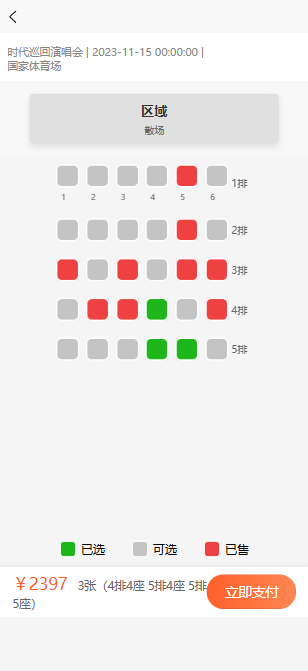 时代巡回演唱会 | 2023-11-15 00:00:00 |
国家体育场
区域
散场
1排
1 2 3 4 5 6
2排
3排
4排
5排
已选 可选 已售
￥2397 3张（4排4座 5排4座 5排
5座） 立即支付